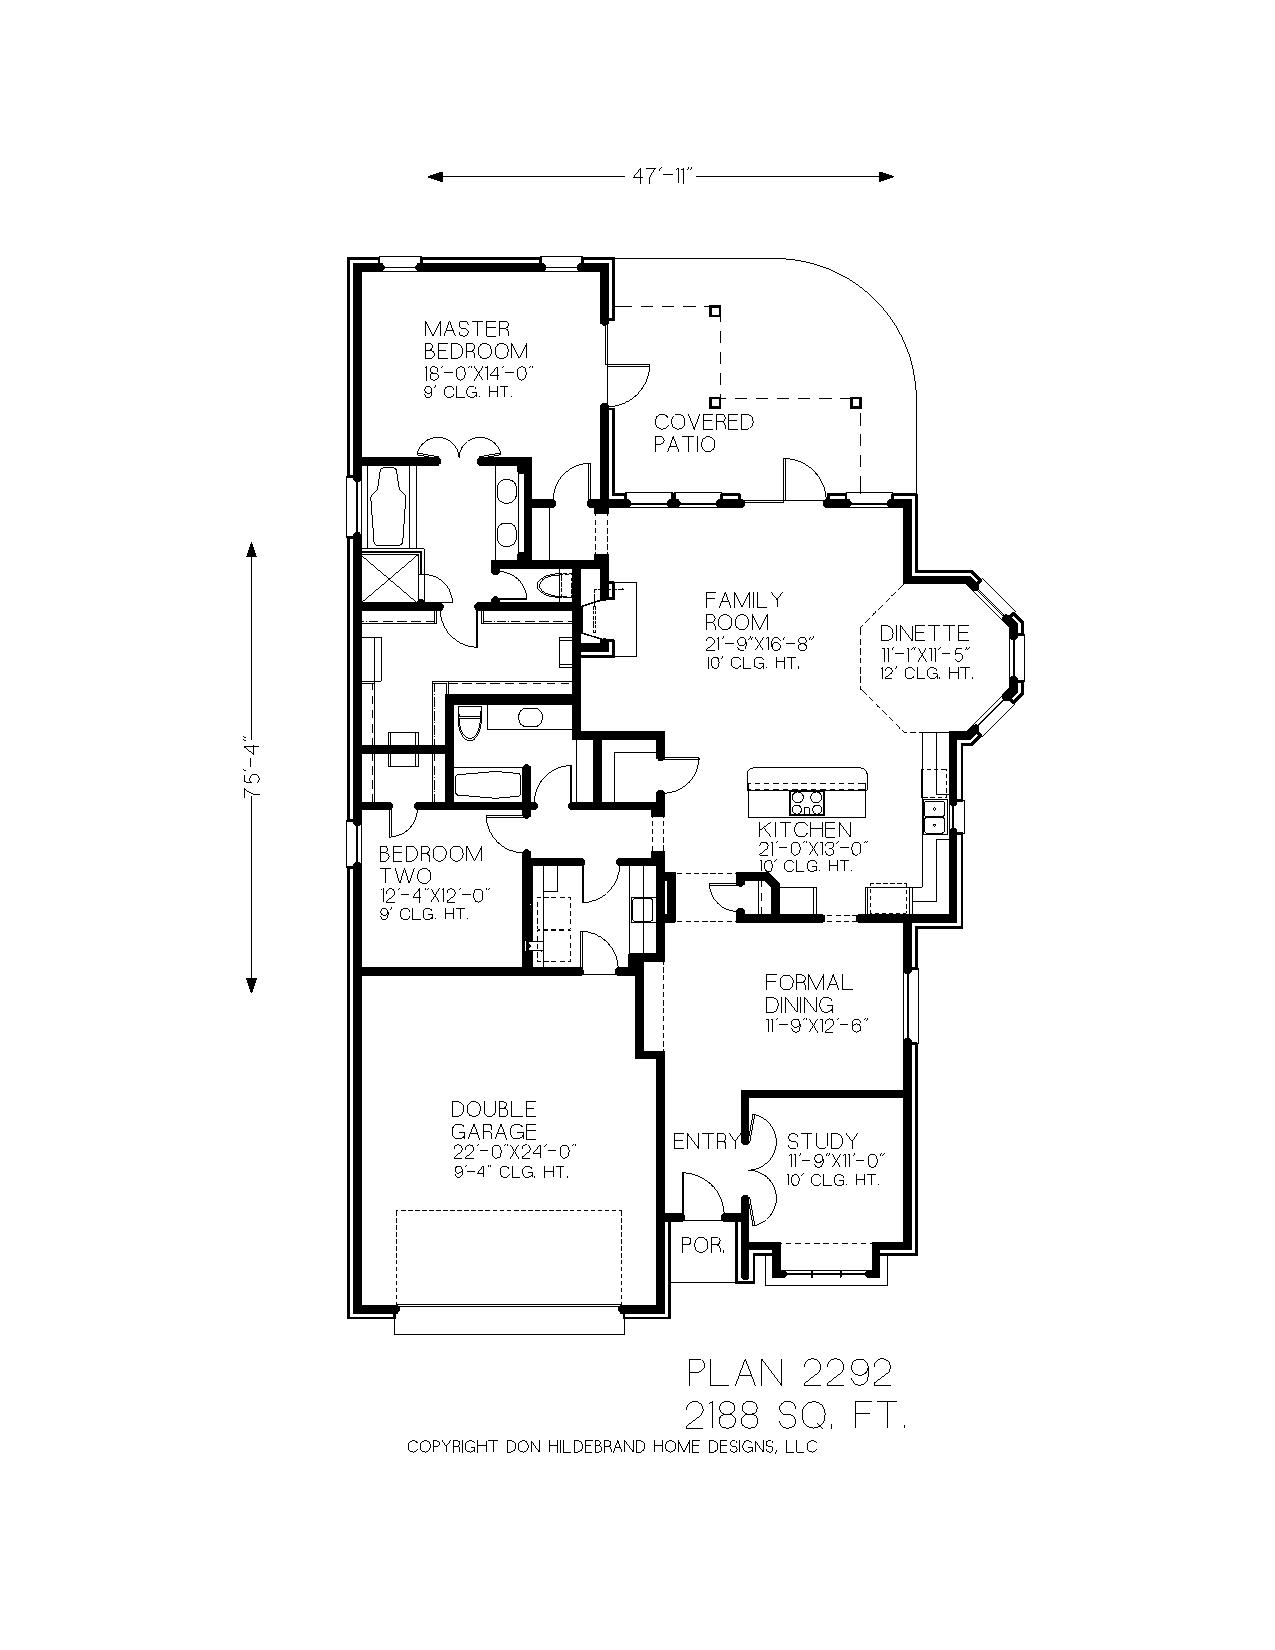 47'-11"
MASTER
BEDROOM
18'-0"X14'-0"
9' CLG. HT.
COVERED
PATIO
FAMILY
ROOM
21'-9"X16'-8"
10' CLG. HT.
DINETTE
11'-1"X11'-5"
12' CLG. HT.
75'-4"
KITCHEN
21'-0"X13'-0"
10' CLG. HT.
BEDROOM
TWO
12'-4"X12'-0"
9' CLG. HT.
FORMAL
DINING
11'-9"X12'-6"
DOUBLE
GARAGE
22'-0"X24'-0"
9'-4" CLG. HT.
ENTRY
STUDY
11'-9"X11'-0"
10' CLG. HT.
POR.
PLAN 2292
2188 SQ. FT.
COPYRIGHT DON HILDEBRAND HOME DESIGNS, LLC